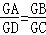 GA/GD = GB/GC